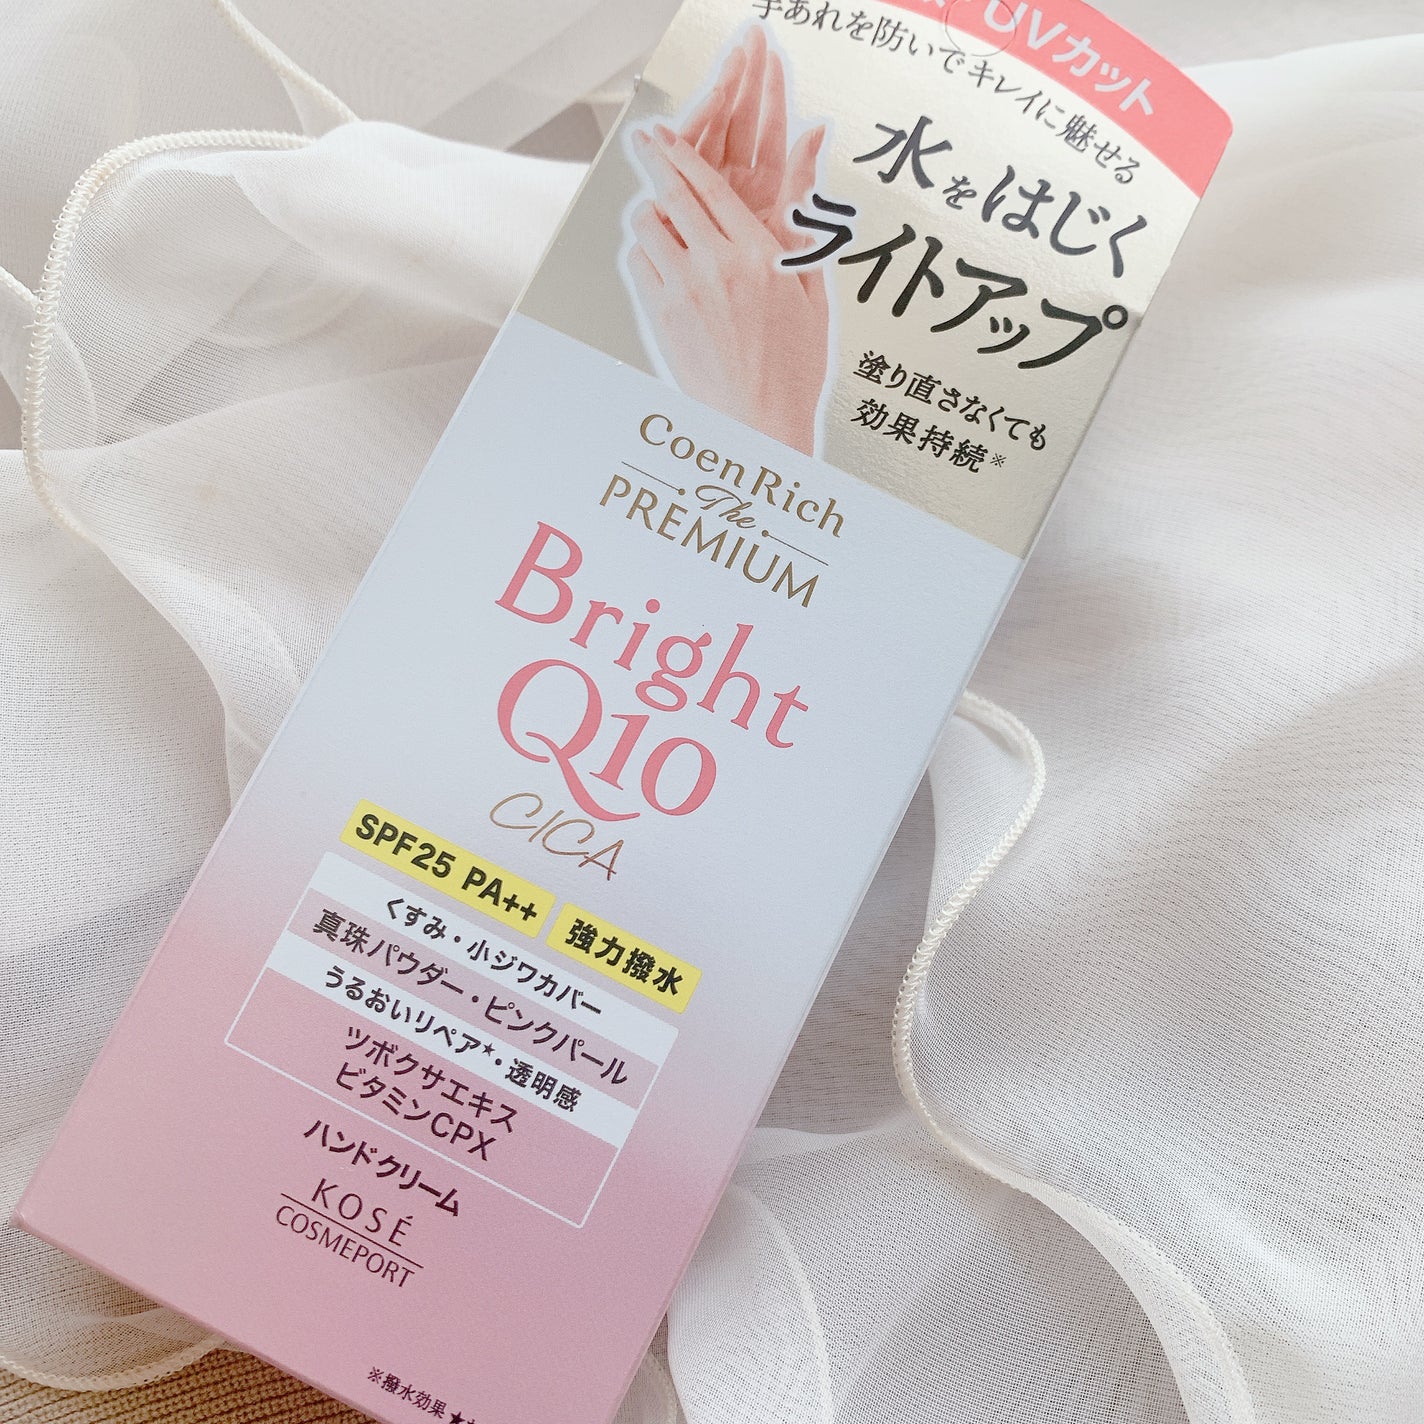 UVカット
手あれを防いでキレイに魅せる
水をはじく
ライトアップ
塗り直さなくても
効果持続※
CoenRich
The
PREMIUM
Bright
Q10
CICA
SPF25 PA++ 強力撥水
くすみ・小ジワカバー
真珠パウダー・ピンクパール
うるおいリペア★・透明感
ツボクサエキス
ビタミンCPX
ハンドクリーム
KOSÉ
COSMEPORT
※撥水効果 ★